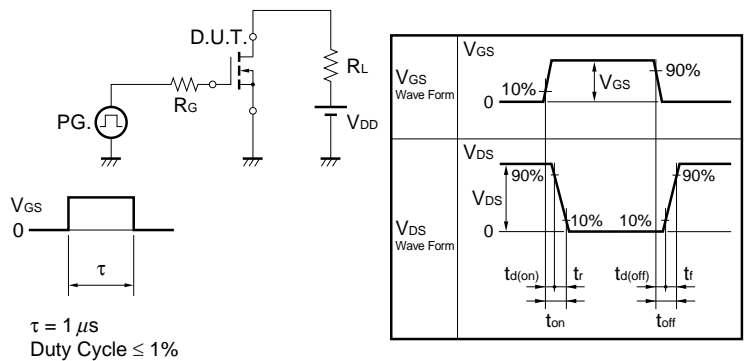 D.U.T.
RL
RG
PG.
VDD
VGS
0
τ
τ = 1 μs
Duty Cycle ≤ 1%
VGS
Wave Form
VGS
10%
VGS
90%
0
VDS
Wave Form
VDS
90%
VDS
90%
10%
10%
0
td(on)
tr
td(off)
tf
ton
toff